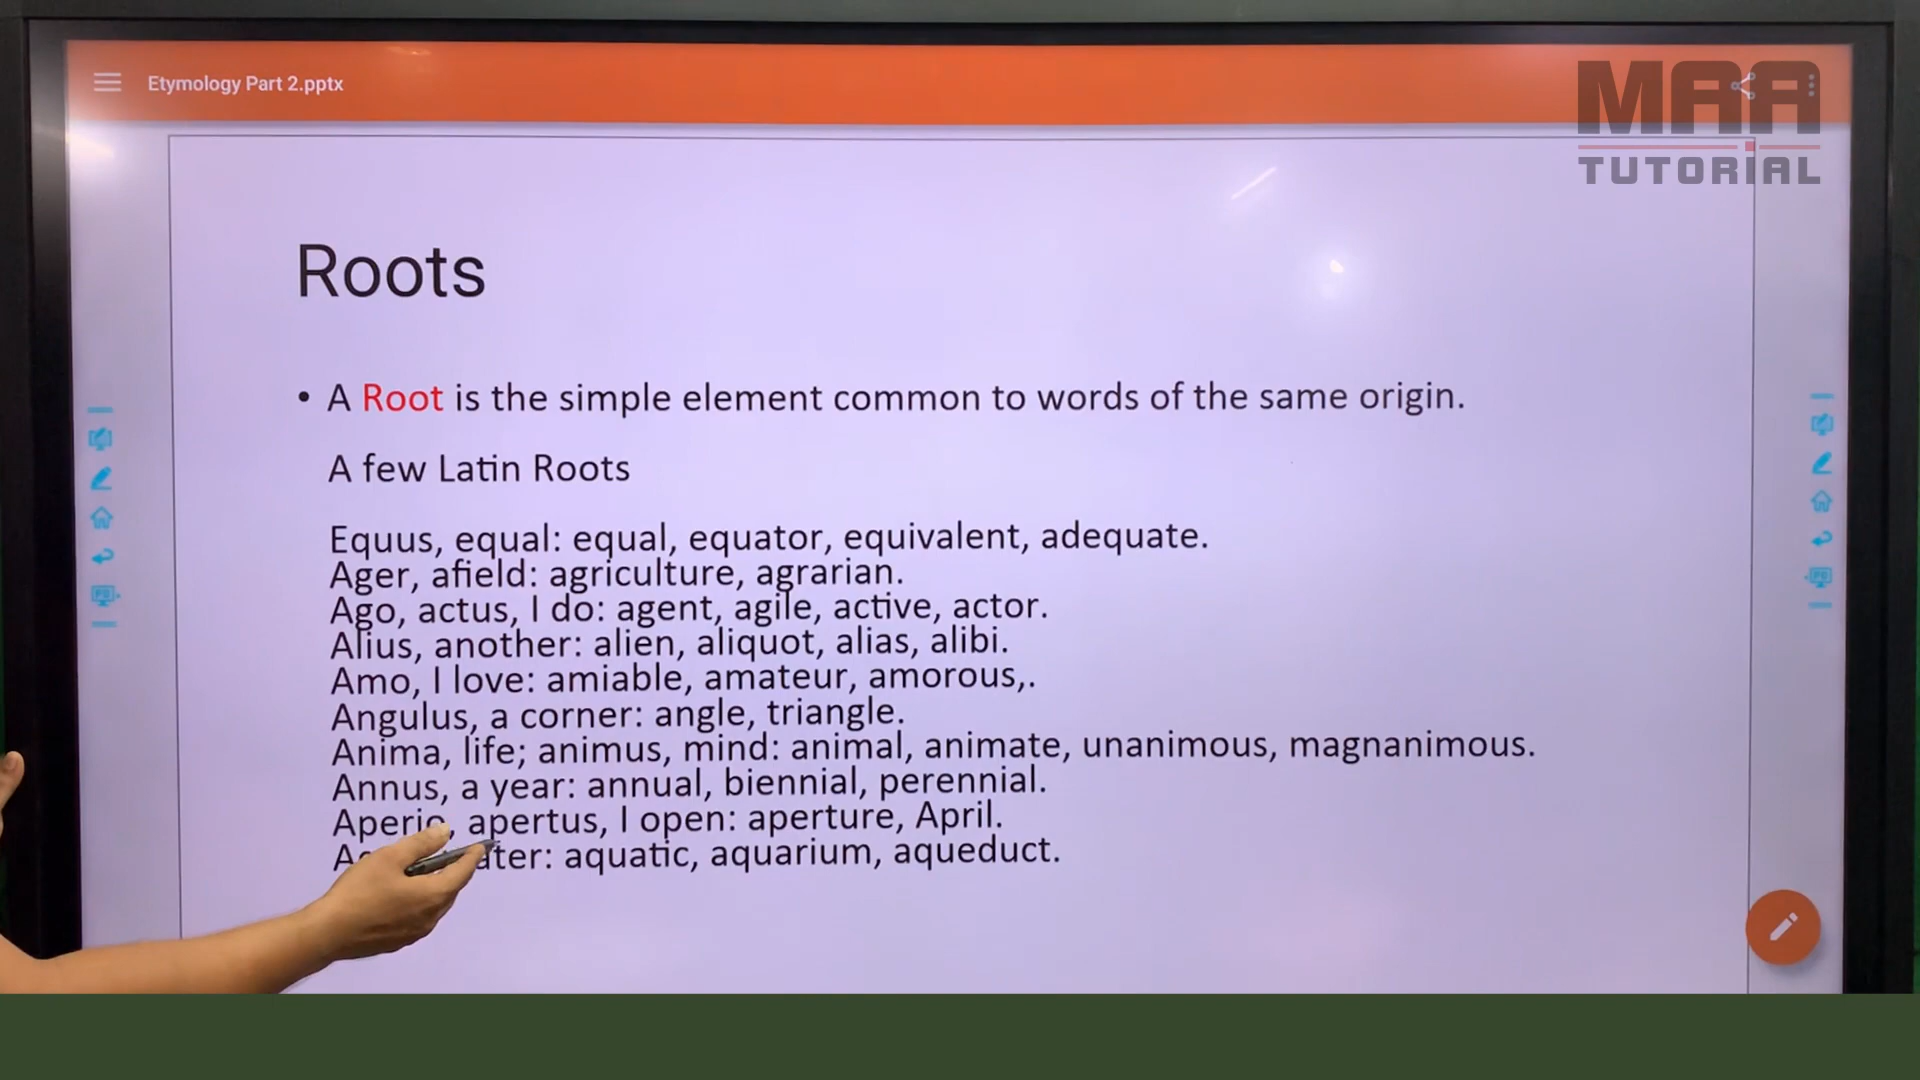 Etymology Part 2.pptx
MAA
TUTORIAL
Roots
• A Root is the simple element common to words of the same origin.
A few Latin Roots
Equus, equal: equal, equator, equivalent, adequate.
Ager, afield: agriculture, agrarian.
Ago, actus, I do: agent, agile, active, actor.
Alius, another: alien, aliquot, alias, alibi.
Amo, I love: amiable, amateur, amorous,.
Angulus, a corner: angle, triangle.
Anima, life; animus, mind: animal, animate, unanimous, magnanimous.
Annus, a year: annual, biennial, perennial.
Aperio, apertus, I open: aperture, April.
aquatic, aquarium, aqueduct.